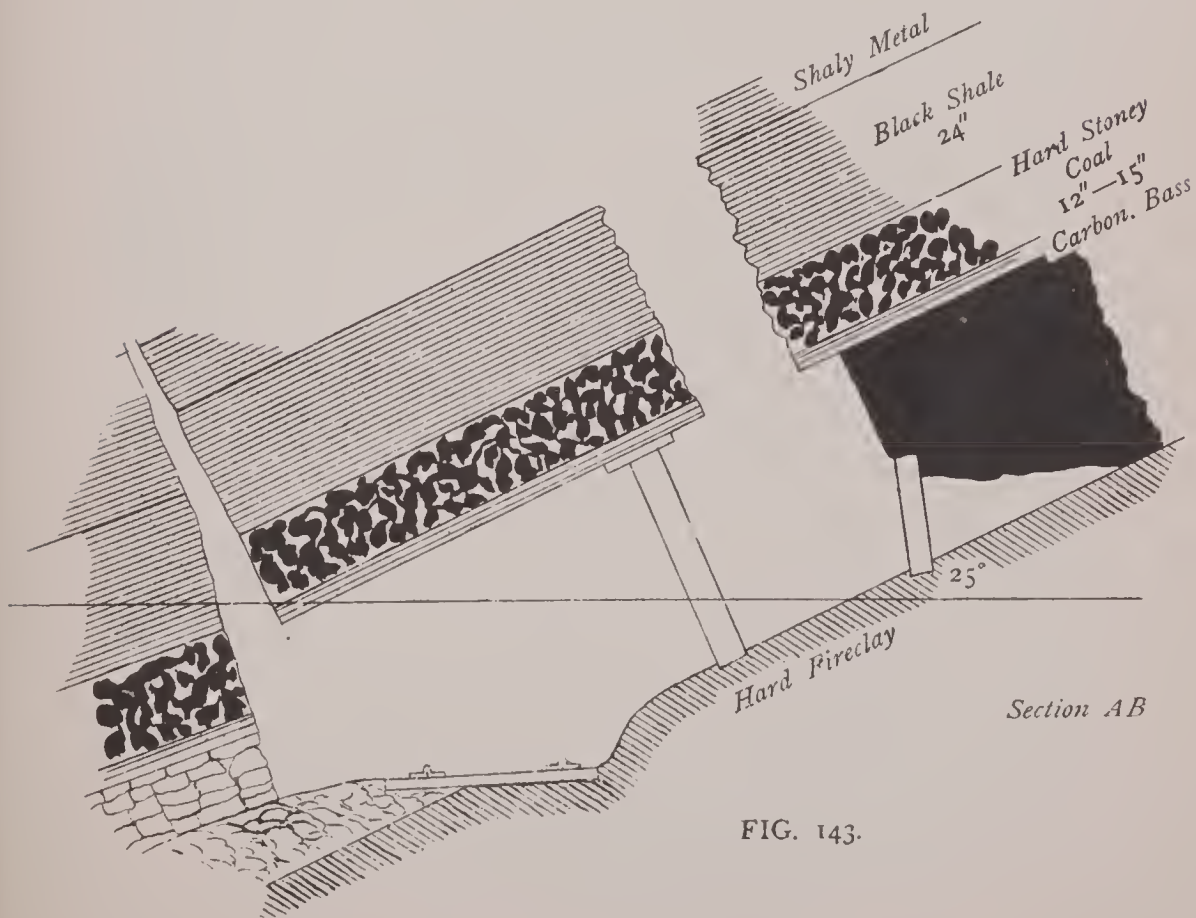 Shaly Metal
Black Shale
24"
Hard Stoney
Coal
12"—15"
Carbon. Bass
25°
Hard Fireclay
Section AB
FIG. 143.